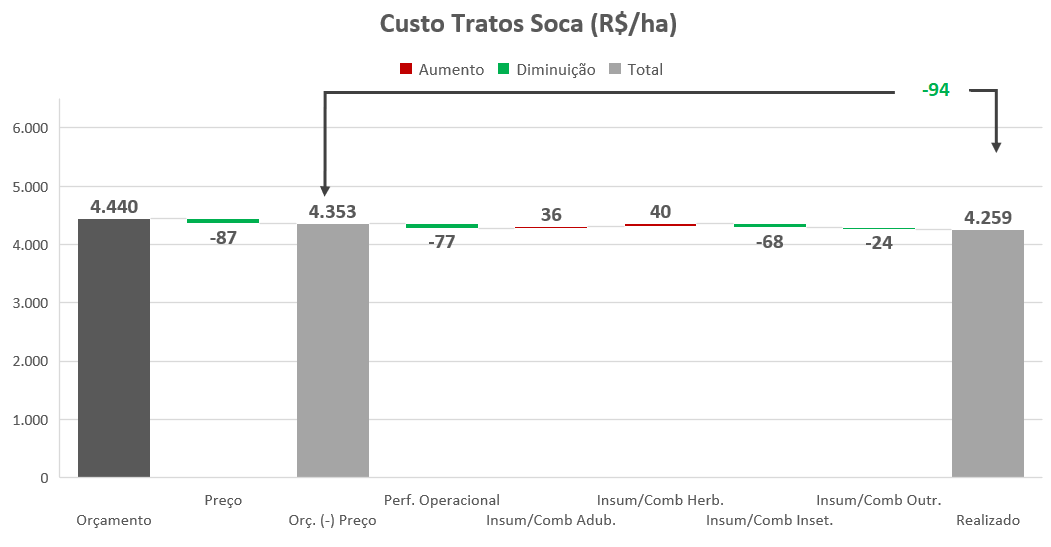 Custo Tratos Soca (R$/ha)
Aumento Diminuição Total
-94
6.000
5.000
4.000
3.000
2.000
1.000
0
4.440
-87
4.353
-77
36
40
-68
-24
4.259
Orçamento
Preço
Orç. (-) Preço
Perf. Operacional
Insum/Comb Adub.
Insum/Comb Herb.
Insum/Comb Inset.
Insum/Comb Outr.
Realizado